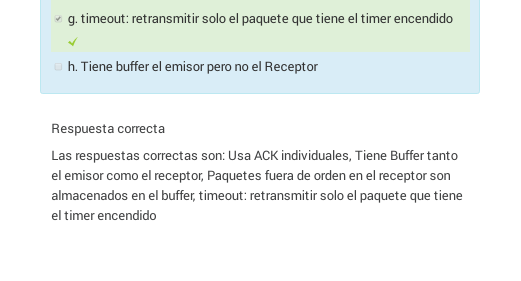 g. timeout: retransmitir solo el paquete que tiene el timer encendido
h. Tiene buffer el emisor pero no el Receptor
Respuesta correcta
Las respuestas correctas son: Usa ACK individuales, Tiene Buffer tanto
el emisor como el receptor, Paquetes fuera de orden en el receptor son
almacenados en el buffer, timeout: retransmitir solo el paquete que tiene
el timer encendido